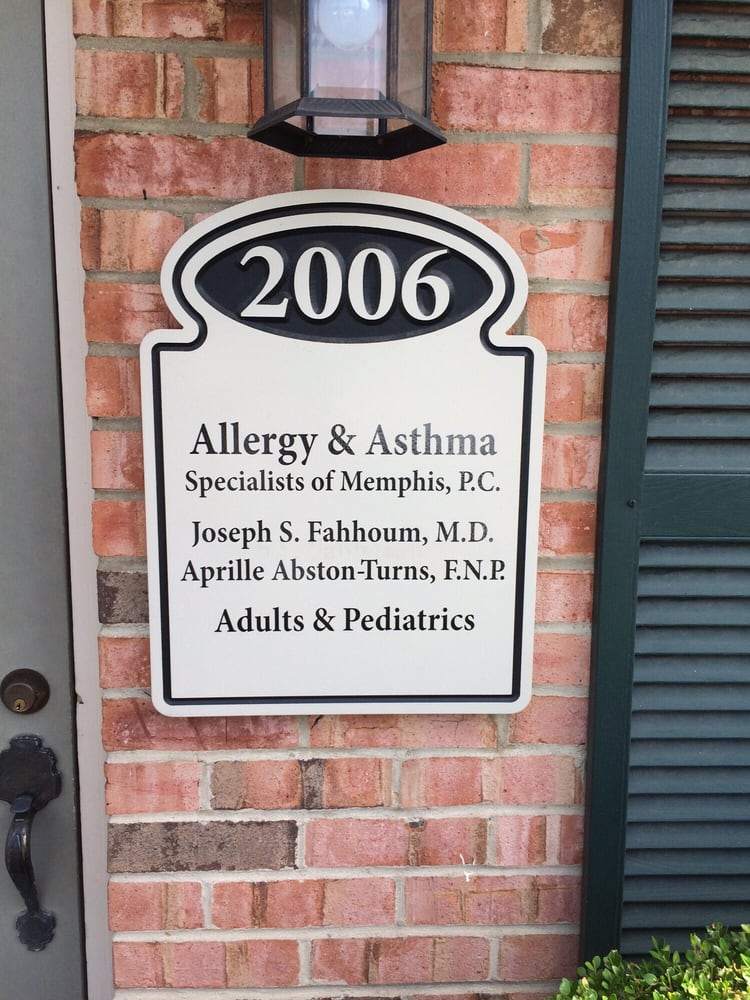 2006
Allergy & Asthma
Specialists of Memphis, P.C.
Joseph S. Fahhoum, M.D.
Aprille Abston-Turns, F.N.P.
Adults & Pediatrics